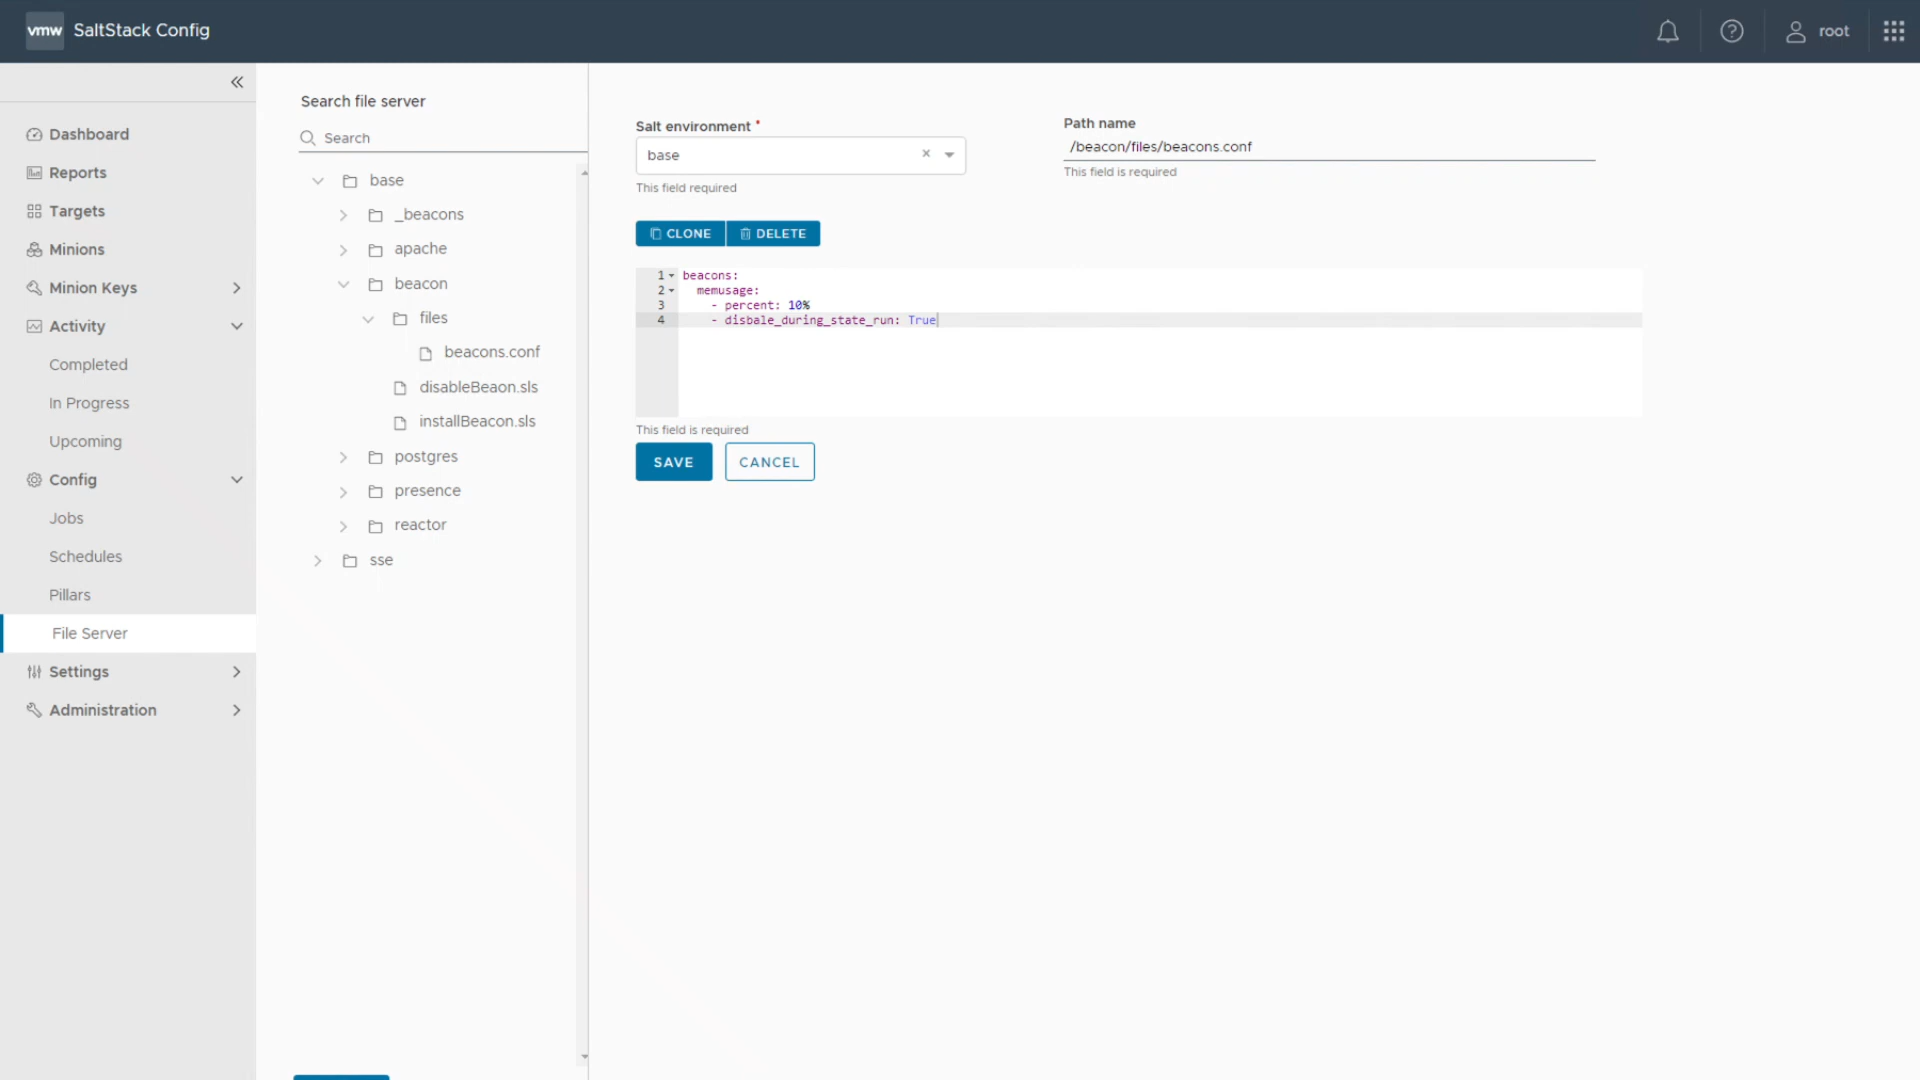 vmw SaltStack Config
root
Dashboard
Reports
Targets
Minions
Minion Keys
Activity
Completed
In Progress
Upcoming
Config
Jobs
Schedules
Pillars
File Server
Settings
Administration
Search file server
Search
base
_beacons
apache
beacon
files
beacons.conf
disableBeaon.sls
installBeacon.sls
postgres
presence
reactor
sse
Salt environment *
base
This field required
Path name
/beacon/files/beacons.conf
This field is required
CLONE
DELETE
1 beacons:
2 memusage:
3 - percent: 10%
4 - disbale_during_state_run: True
This field is required
SAVE
CANCEL